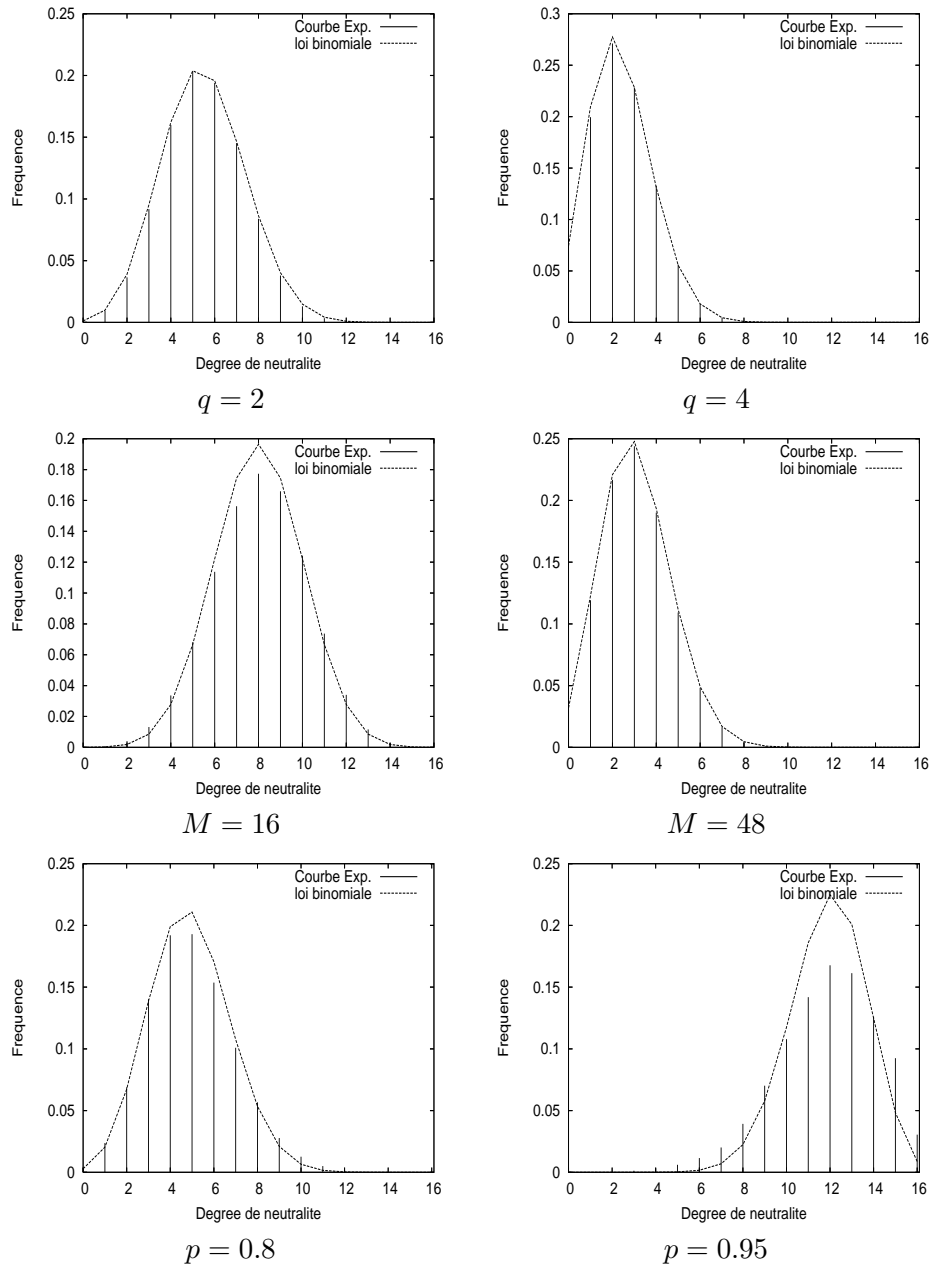 0.25
0.2
0.15
0.1
0.05
0
Frequence
Courbe Exp.
loi binomiale
0 2 4 6 8 10 12 14 16
Degree de neutralite
q = 2
0.3
0.25
0.2
0.15
0.1
0.05
0
Frequence
Courbe Exp.
loi binomiale
0 2 4 6 8 10 12 14 16
Degree de neutralite
q = 4
0.2
0.18
0.16
0.14
0.12
0.1
0.08
0.06
0.04
0.02
0
Frequence
Courbe Exp.
loi binomiale
0 2 4 6 8 10 12 14 16
Degree de neutralite
M = 16
0.25
0.2
0.15
0.1
0.05
0
Frequence
Courbe Exp.
loi binomiale
0 2 4 6 8 10 12 14 16
Degree de neutralite
M = 48
0.25
0.2
0.15
0.1
0.05
0
Frequence
Courbe Exp.
loi binomiale
0 2 4 6 8 10 12 14 16
Degree de neutralite
p = 0.8
0.25
0.2
0.15
0.1
0.05
0
Frequence
Courbe Exp.
loi binomiale
0 2 4 6 8 10 12 14 16
Degree de neutralite
p = 0.95